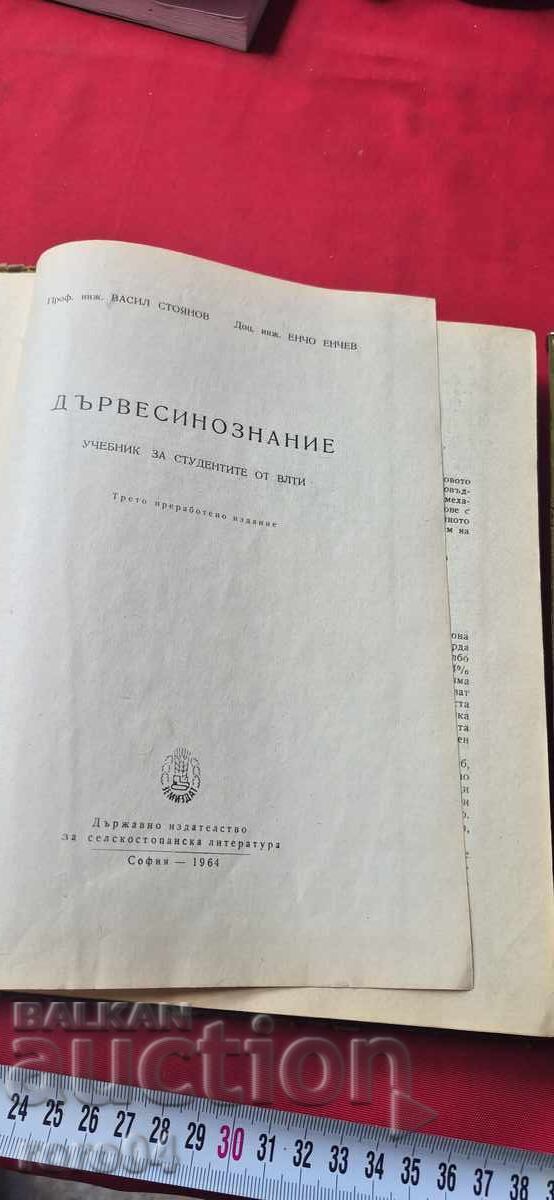 Проф. инж. ВАСИЛ СТОЯНОВ
Доц. инж. ЕНЧО ЕНЧЕВ
ДЪРВЕСИНОЗНАНИЕ
УЧЕБНИК ЗА СТУДЕНТИТЕ ОТ ВЛТИ
Трето преработено издание
ЗЕМИЗДАТ
Държавно издателство
за селскостопанска литература
София — 1964
BALKAN
auction
roro04
24 25 26 27 28 29 30 31 32 33 34 35 36 37 38